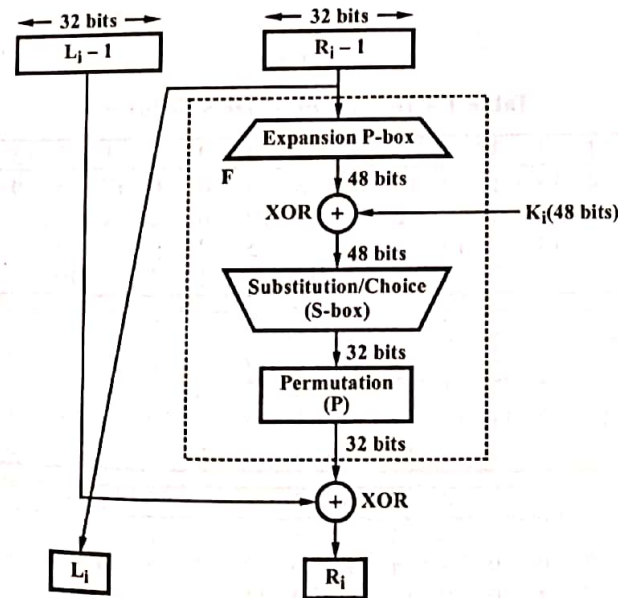 32 bits
32 bits
Li – 1
Ri – 1
Expansion P-box
F
48 bits
XOR
+
Ki(48 bits)
48 bits
Substitution/Choice
(S-box)
32 bits
Permutation
(P)
32 bits
+
XOR
Li
Ri